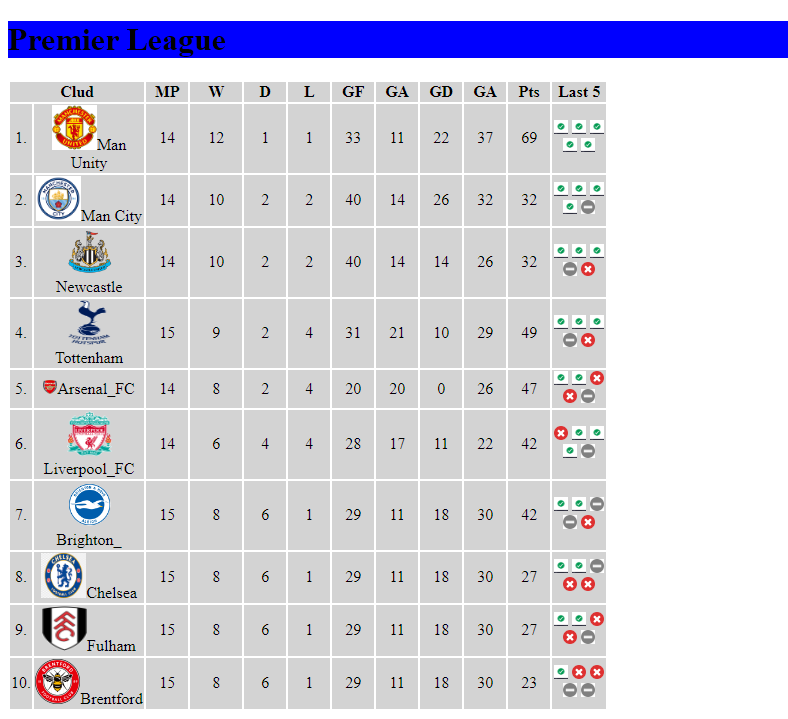 Premier League
Clud MP W D L GF GA GD GA Pts Last 5
1. Man Unity 14 12 1 1 33 11 22 37 69
2. Man City 14 10 2 2 40 14 26 32 32
3. Newcastle 14 10 2 2 40 14 14 26 32
4. Tottenham 15 9 2 4 31 21 10 29 49
5. Arsenal_FC 14 8 2 4 20 20 0 26 47
6. Liverpool_FC 14 6 4 4 28 17 11 22 42
7. Brighton_ 15 8 6 1 29 11 18 30 42
8. Chelsea 15 8 6 1 29 11 18 30 27
9. Fulham 15 8 6 1 29 11 18 30 27
10. Brentford 15 8 6 1 29 11 18 30 23